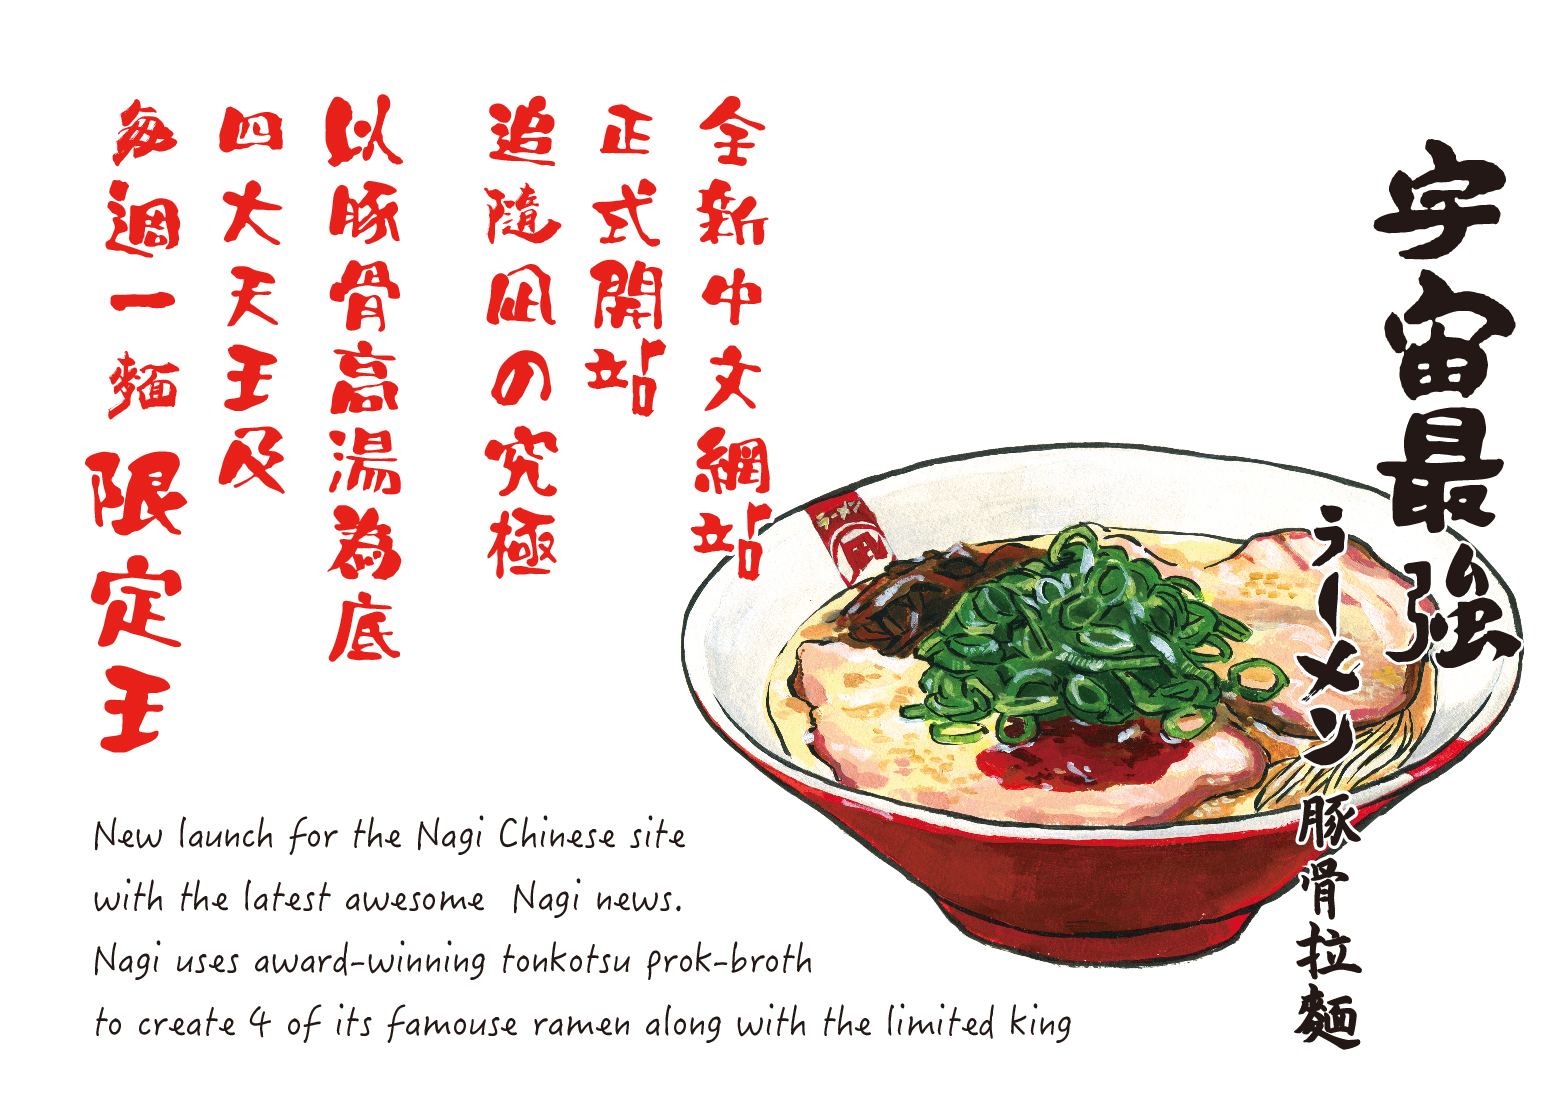 宇宙最強
ラーメン 豚骨拉麵
全新中文網站
正式開站
追隨凪の究極
以豚骨高湯為底
四大天王及
每週一麵限定王
ラーメン
New launch for the Nagi Chinese site
with the latest awesome Nagi news.
Nagi uses award-winning tonkotsu prok-broth
to create 4 of its famouse ramen along with the limited king